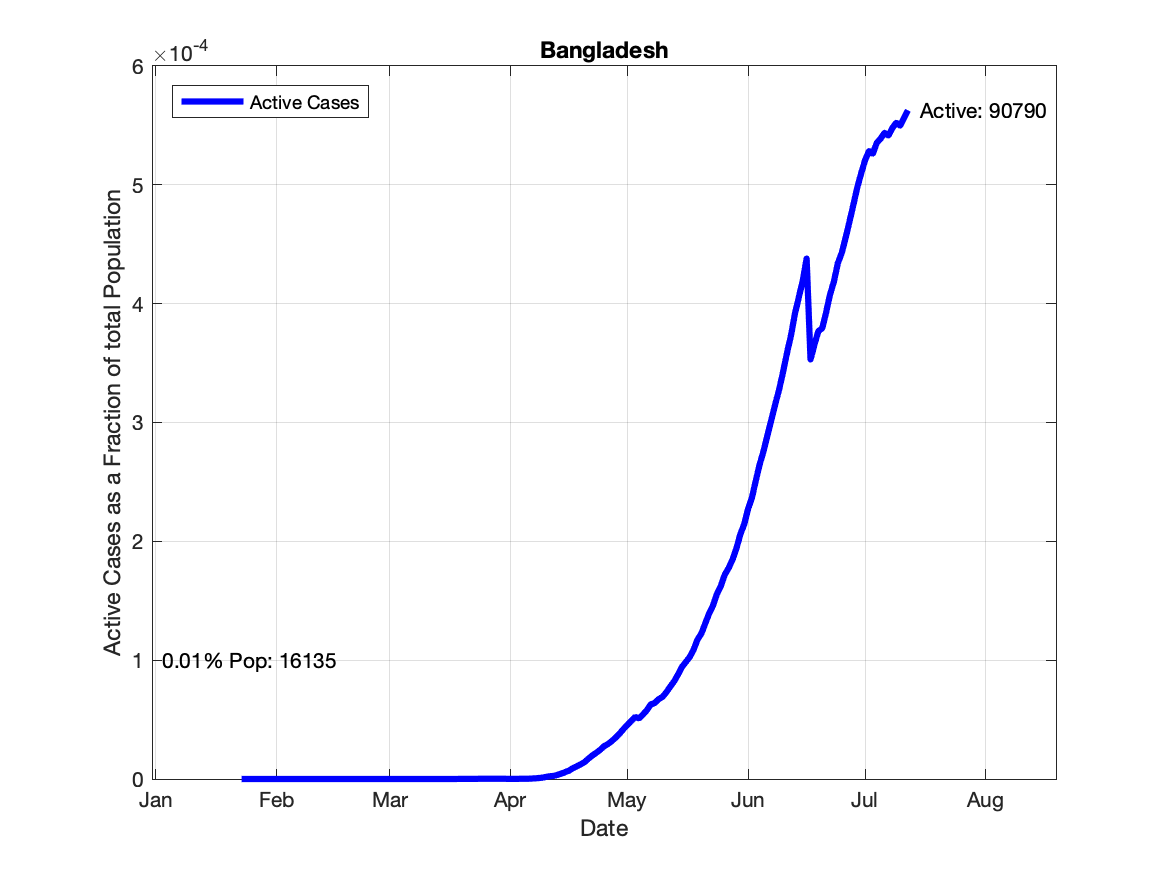 Bangladesh
×10-4
6
5
4
3
2
1
0
Active Cases as a Fraction of total Population
Active Cases
Active: 90790
0.01% Pop: 16135
Jan Feb Mar Apr May Jun Jul Aug
Date